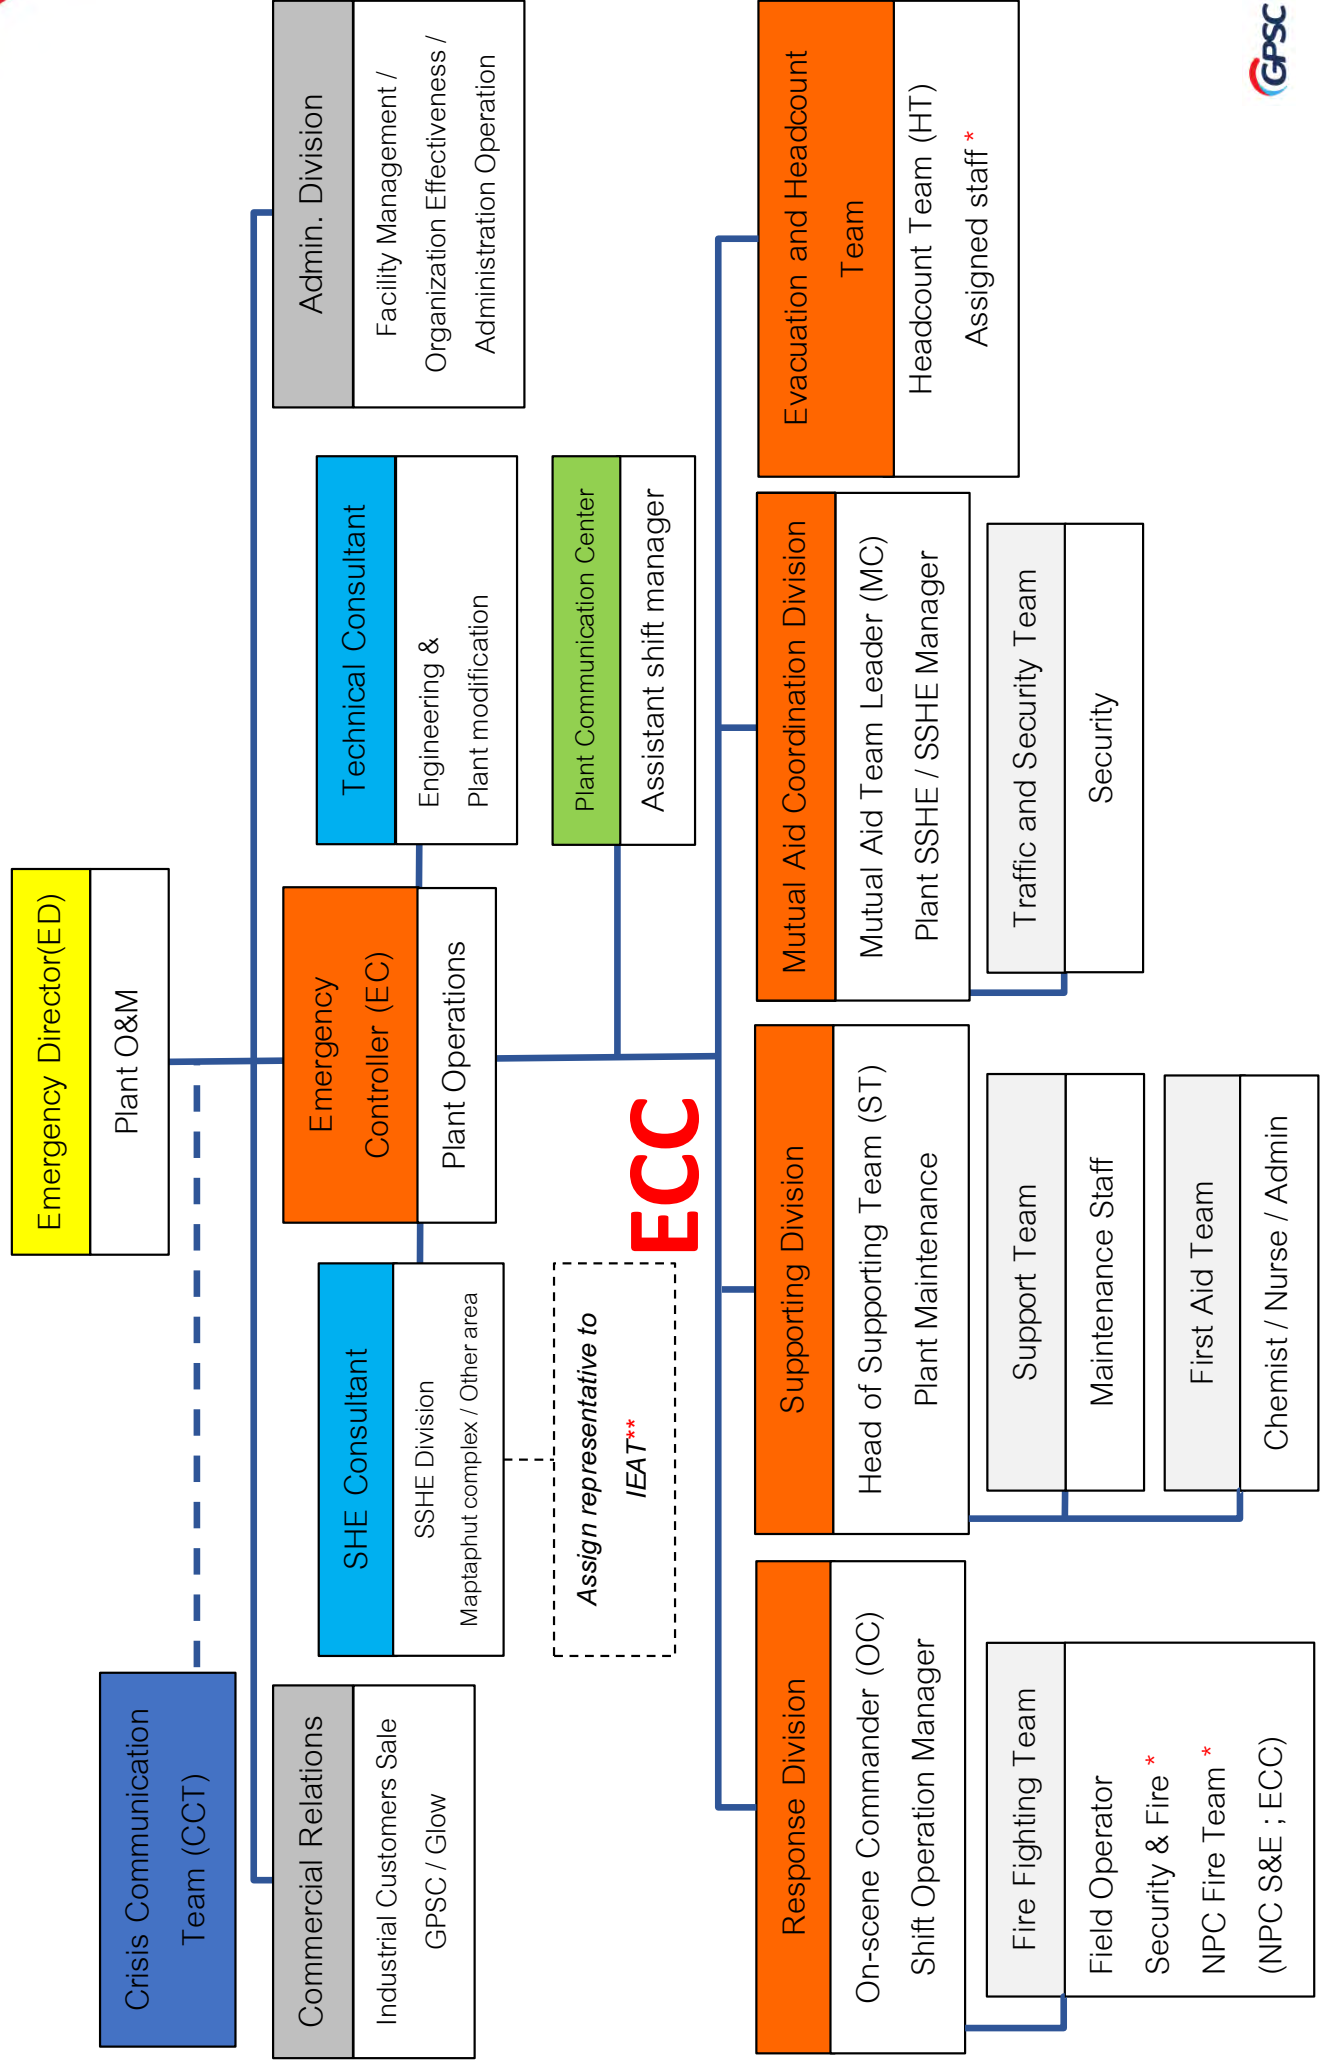 Emergency Director(ED)
Plant O&M
Crisis Communication
Team (CCT)
Commercial Relations
Industrial Customers Sale
GPSC / Glow
SHE Consultant
SSHE Division
Maptaphut complex / Other area
Assign representative to
IEAT**
Emergency
Controller (EC)
Plant Operations
Technical Consultant
Engineering &
Plant modification
Admin. Division
Facility Management /
Organization Effectiveness /
Administration Operation
Plant Communication Center
Assistant shift manager
ECC
Response Division
On-scene Commander (OC)
Shift Operation Manager
Fire Fighting Team
Field Operator
Security & Fire *
NPC Fire Team *
(NPC S&E ; ECC)
Supporting Division
Head of Supporting Team (ST)
Plant Maintenance
Support Team
Maintenance Staff
First Aid Team
Chemist / Nurse / Admin
Mutual Aid Coordination Division
Mutual Aid Team Leader (MC)
Plant SSHE / SSHE Manager
Traffic and Security Team
Security
Evacuation and Headcount
Team
Headcount Team (HT)
Assigned staff *
GPSC